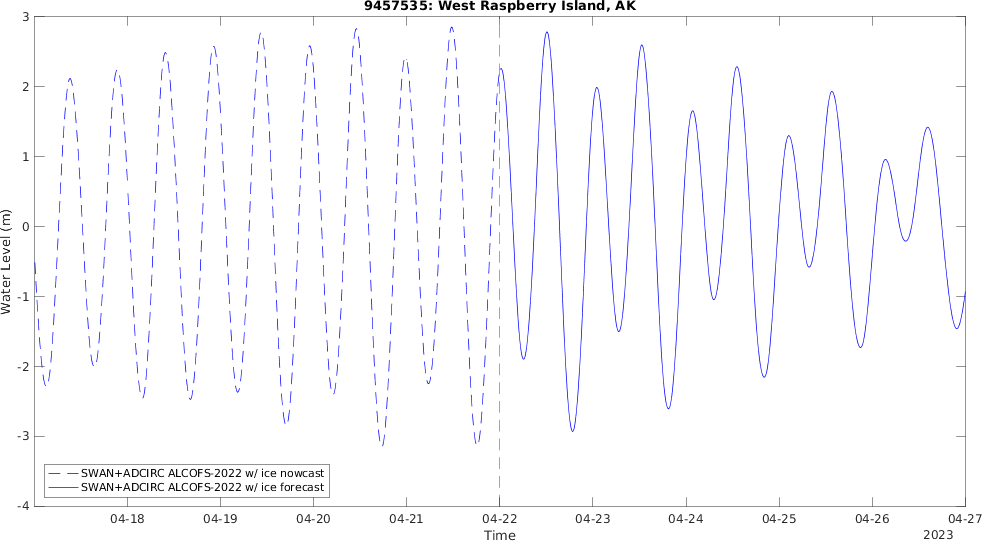 9457535: West Raspberry Island, AK
3
2
1
0
-1
-2
-3
-4
Water Level (m)
SWAN+ADCIRC ALCOFS-2022 w/ ice nowcast
SWAN+ADCIRC ALCOFS-2022 w/ ice forecast
04-18 04-19 04-20 04-21 04-22 04-23 04-24 04-25 04-26 04-27
Time
2023